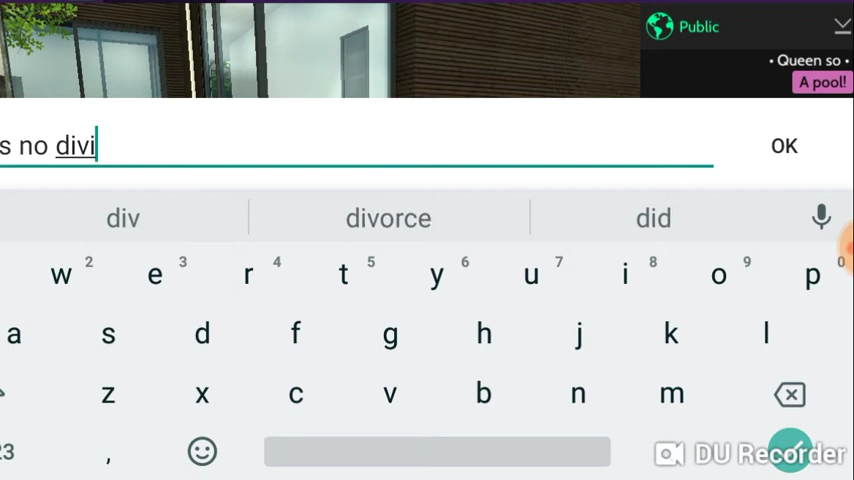 Public
• Queen so •
A pool!
s no divi
OK
div divorce did
w 2 e 3 r 4 t 5 y 6 u 7 i 8 o 9 p 0
a s d f g h j k l
z x c v b n m
23 ,
DU Recorder